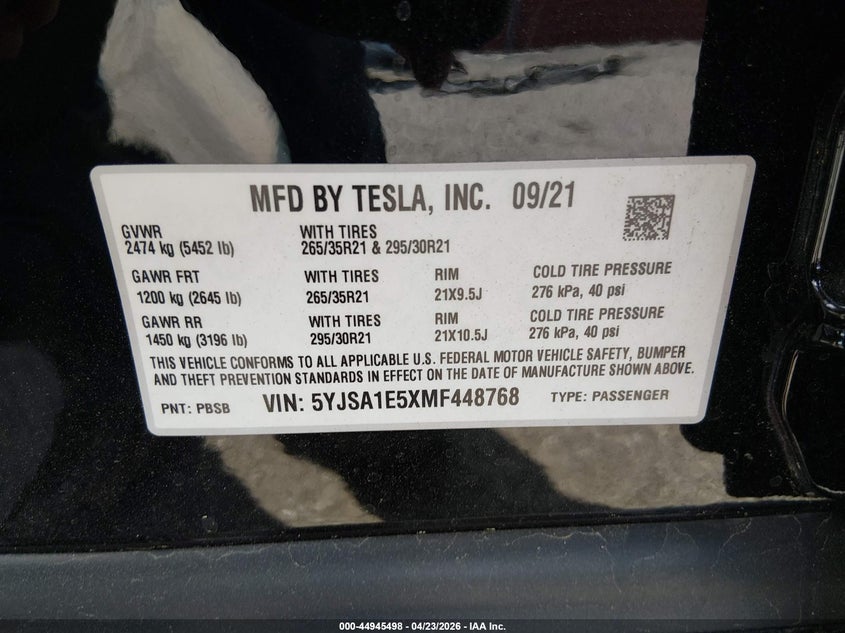 MFD BY TESLA, INC. 09/21
GVWR WITH TIRES
2474 kg (5452 lb) 265/35R21 & 295/30R21
GAWR FRT WITH TIRES RIM COLD TIRE PRESSURE
1200 kg (2645 lb) 265/35R21 21X9.5J 276 kPa, 40 psi
GAWR RR WITH TIRES RIM COLD TIRE PRESSURE
1450 kg (3196 lb) 295/30R21 21X10.5J 276 kPa, 40 psi
THIS VEHICLE CONFORMS TO ALL APPLICABLE U.S. FEDERAL MOTOR VEHICLE SAFETY, BUMPER
AND THEFT PREVENTION STANDARDS IN EFFECT ON THE DATE OF MANUFACTURE SHOWN ABOVE.
PNT: PBSB VIN: 5YJSA1E5XMF448768 TYPE: PASSENGER
000-44945498 - 04/23/2026 - IAA Inc.